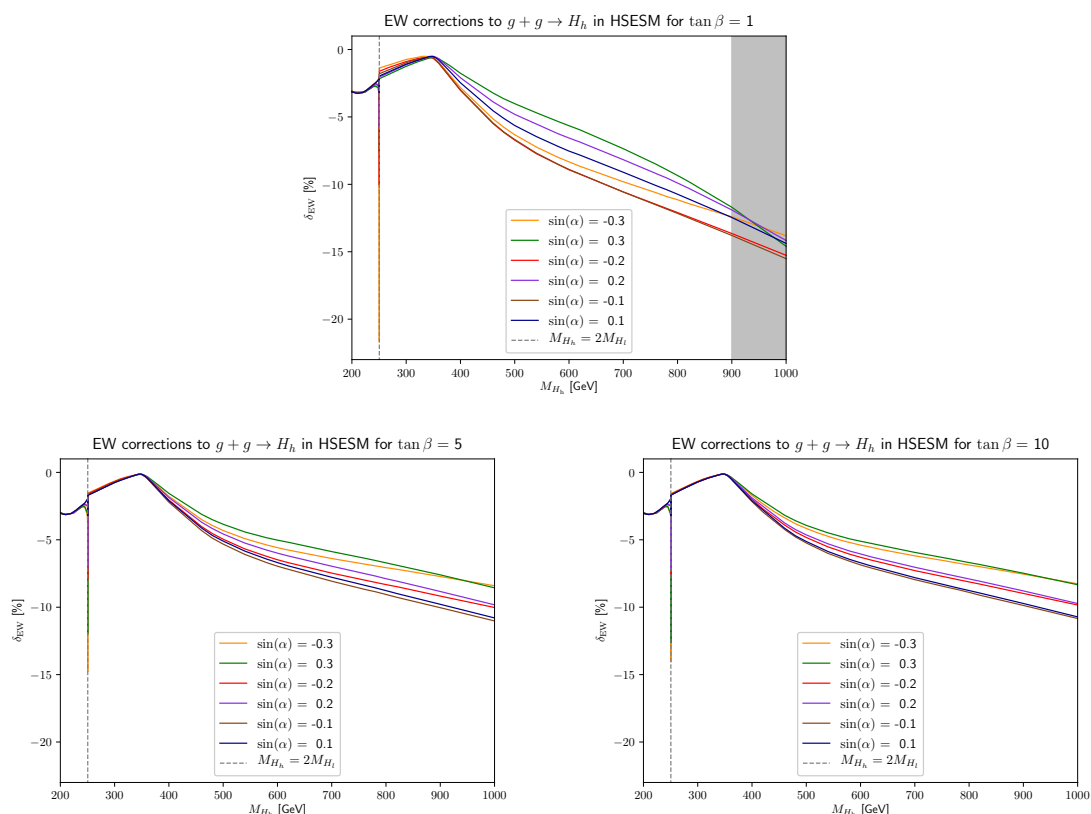 EW corrections to g + g → H_h in HSESM for tan β = 1
0
−5
−10
−15
−20
δ_EW [%]
sin(α) = -0.3
sin(α) = 0.3
sin(α) = -0.2
sin(α) = 0.2
sin(α) = -0.1
sin(α) = 0.1
M_{H_h} = 2M_{H_l}
200 300 400 500 600 700 800 900 1000
M_{H_h} [GeV]
EW corrections to g + g → H_h in HSESM for tan β = 5
0
−5
−10
−15
−20
δ_EW [%]
sin(α) = -0.3
sin(α) = 0.3
sin(α) = -0.2
sin(α) = 0.2
sin(α) = -0.1
sin(α) = 0.1
M_{H_h} = 2M_{H_l}
200 300 400 500 600 700 800 900 1000
M_{H_h} [GeV]
EW corrections to g + g → H_h in HSESM for tan β = 10
0
−5
−10
−15
−20
δ_EW [%]
sin(α) = -0.3
sin(α) = 0.3
sin(α) = -0.2
sin(α) = 0.2
sin(α) = -0.1
sin(α) = 0.1
M_{H_h} = 2M_{H_l}
200 300 400 500 600 700 800 900 1000
M_{H_h} [GeV]